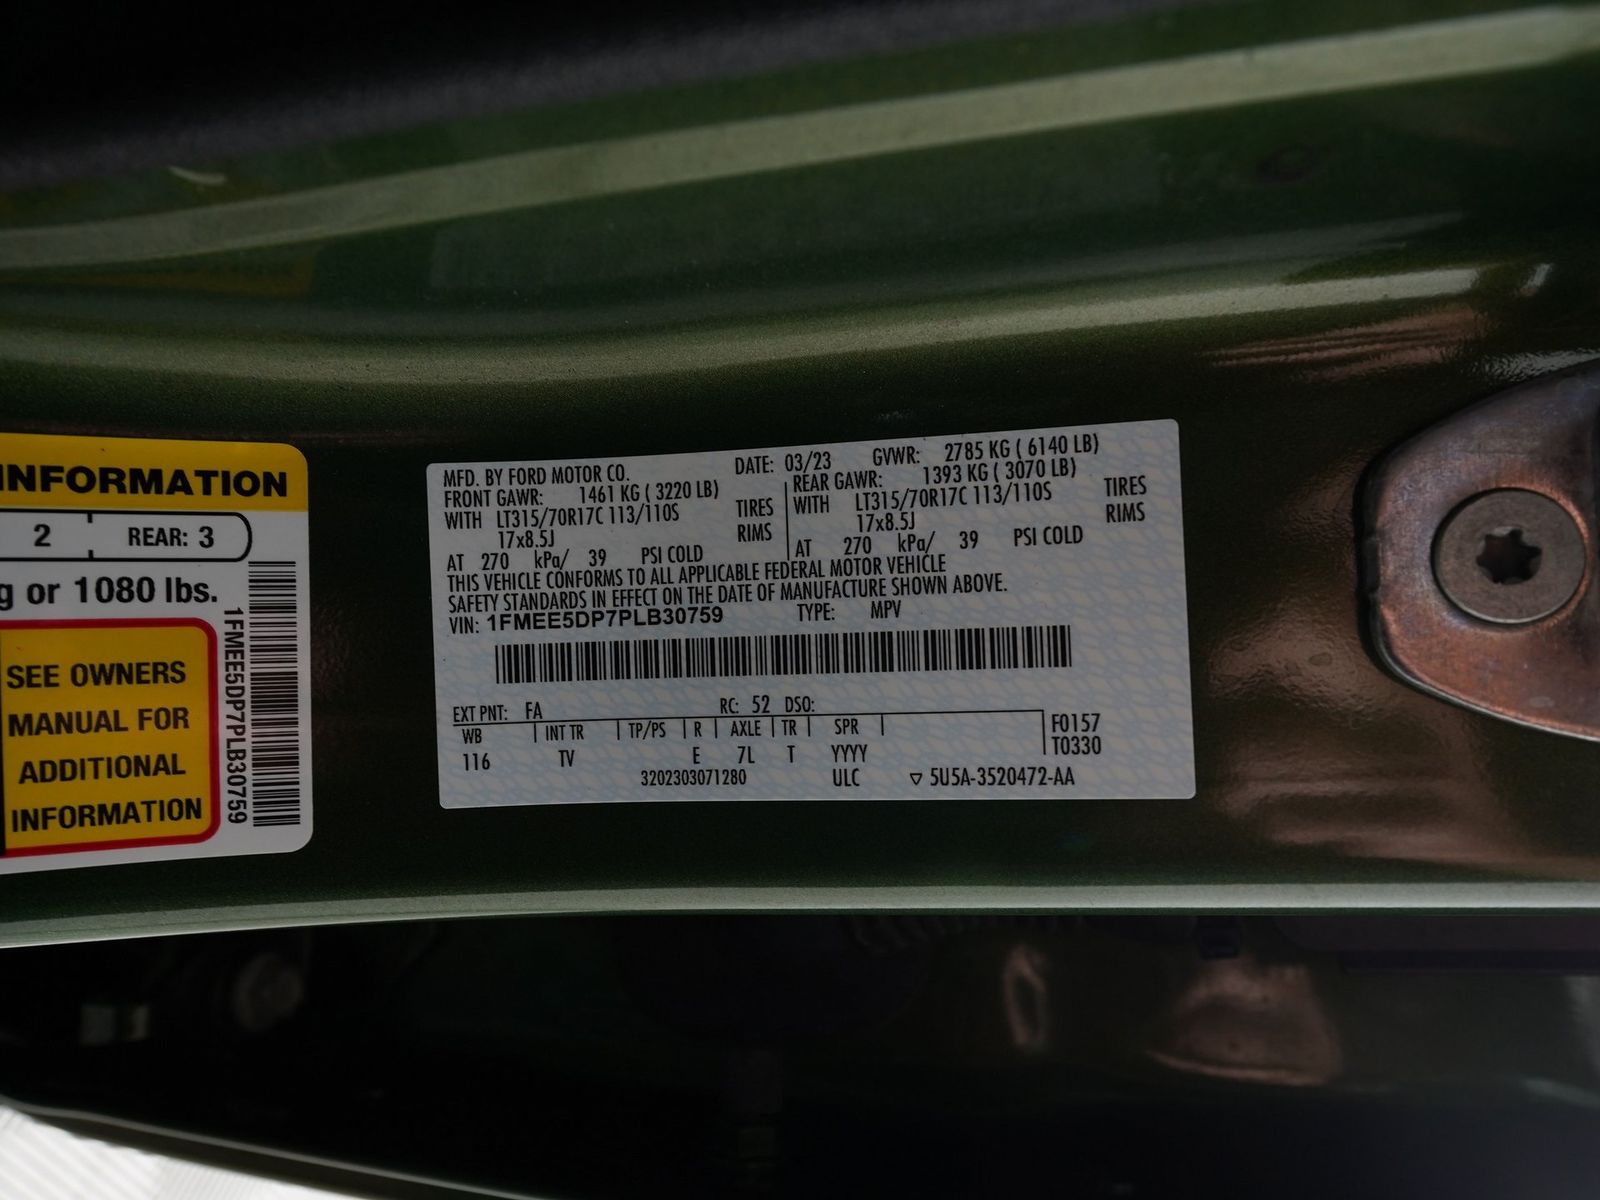 INFORMATION
2 REAR: 3
g or 1080 lbs.
SEE OWNERS
MANUAL FOR
ADDITIONAL
INFORMATION
1FMEE5DP7PLB30759
MFD. BY FORD MOTOR CO. DATE: 03/23 GVWR: 2785 KG ( 6140 LB)
FRONT GAWR: 1461 KG ( 3220 LB) REAR GAWR: 1393 KG ( 3070 LB)
WITH LT315/70R17C 113/110S TIRES WITH LT315/70R17C 113/110S TIRES
17x8.5J RIMS 17x8.5J RIMS
AT 270 kPa/ 39 PSI COLD AT 270 kPa/ 39 PSI COLD
THIS VEHICLE CONFORMS TO ALL APPLICABLE FEDERAL MOTOR VEHICLE
SAFETY STANDARDS IN EFFECT ON THE DATE OF MANUFACTURE SHOWN ABOVE.
VIN: 1FMEE5DP7PLB30759 TYPE: MPV
EXT PNT: FA RC: 52 DSO:
WB INT TR TP/PS R AXLE TR SPR F0157
116 TV E 7L T YYYY T0330
3202303071280 ULC ▽ 5U5A-3520472-AA